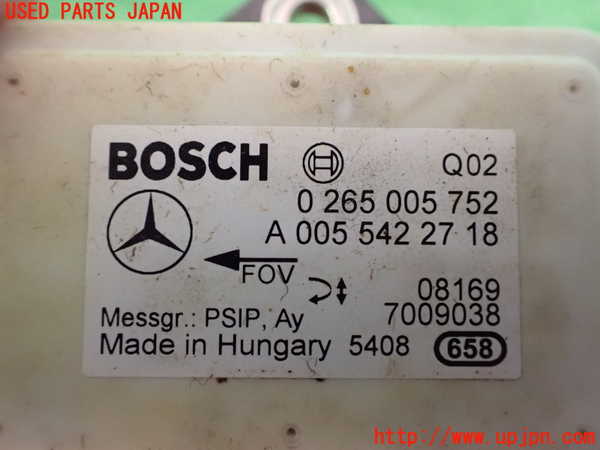 USED PARTS JAPAN
BOSCH H Q02
0 265 005 752
A 005 542 27 18
FOV
08169
Messgr.: PSIP, Ay 7009038
Made in Hungary 5408 658
http://www.upjpn.com/